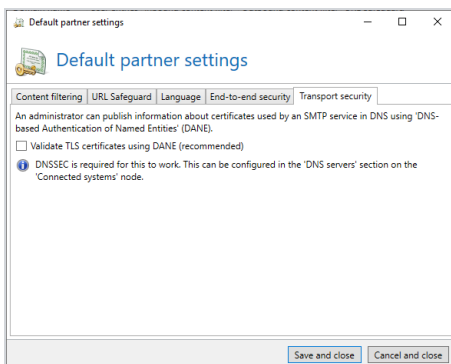 Default partner settings
Default partner settings
Content filtering URL Safeguard Language End-to-end security Transport security
An administrator can publish information about certificates used by an SMTP service in DNS using 'DNS-
based Authentication of Named Entities' (DANE).
Validate TLS certificates using DANE (recommended)
DNSSEC is required for this to work. This can be configured in the 'DNS servers' section on the
'Connected systems' node.
Save and close Cancel and close